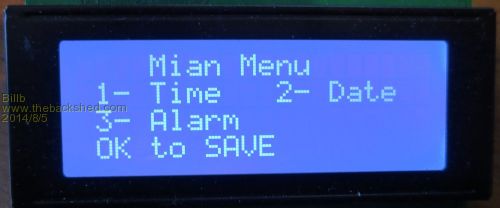 Mian Menu
1- Time 2- Date
3- Alarm
OK to SAVE
Billb
www.thebackshed.com
2014/8/5